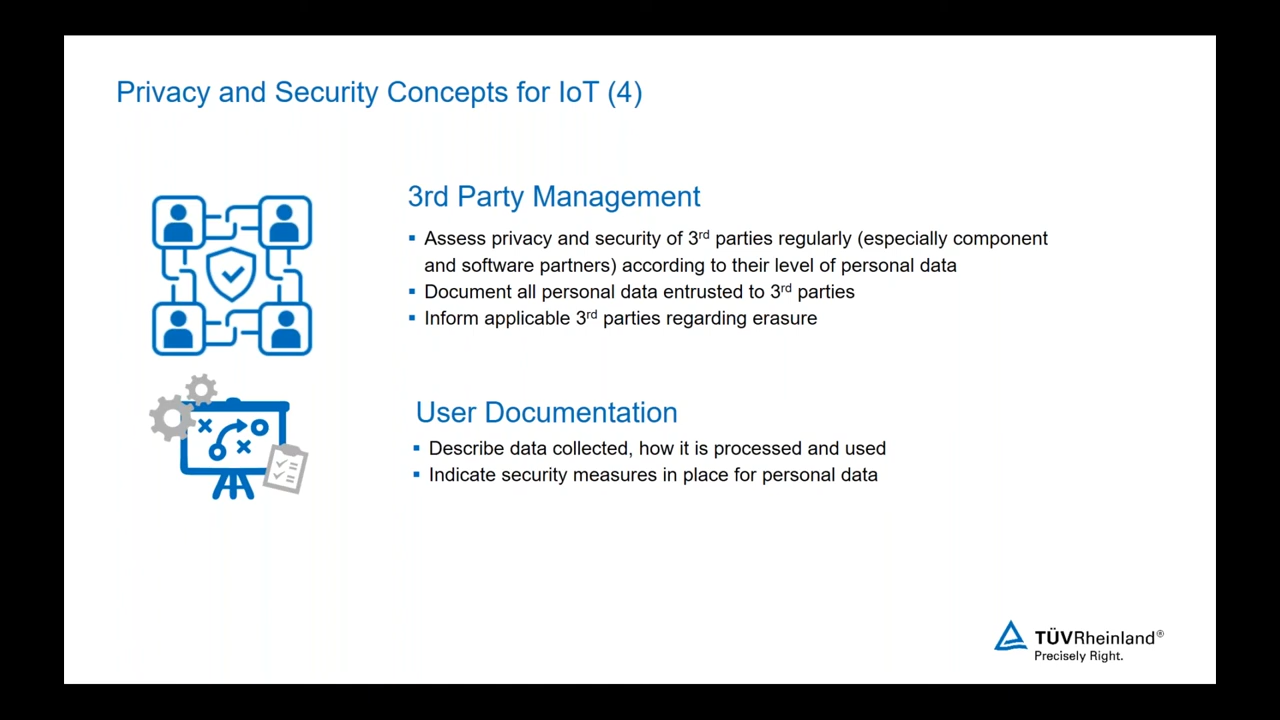 Privacy and Security Concepts for IoT (4)
3rd Party Management
▪ Assess privacy and security of 3rd parties regularly (especially component
and software partners) according to their level of personal data
▪ Document all personal data entrusted to 3rd parties
▪ Inform applicable 3rd parties regarding erasure
User Documentation
▪ Describe data collected, how it is processed and used
▪ Indicate security measures in place for personal data
TÜVRheinland®
Precisely Right.